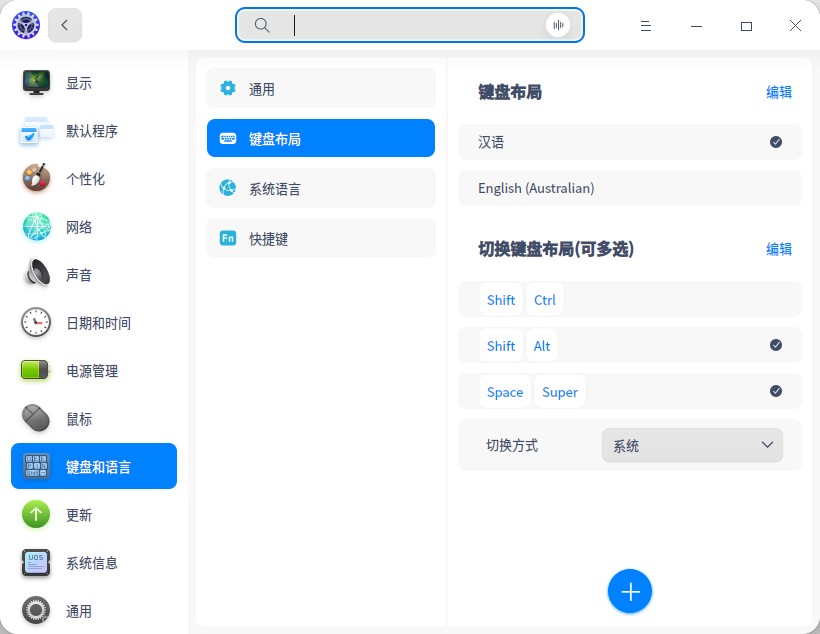 显示
默认程序
个性化
网络
声音
日期和时间
电源管理
鼠标
键盘和语言
更新
UOS
系统信息
通用
通用
键盘布局
系统语言
Fn 快捷键
键盘布局 编辑
汉语
English (Australian)
切换键盘布局(可多选) 编辑
Shift Ctrl
Shift Alt
Space Super
切换方式 系统